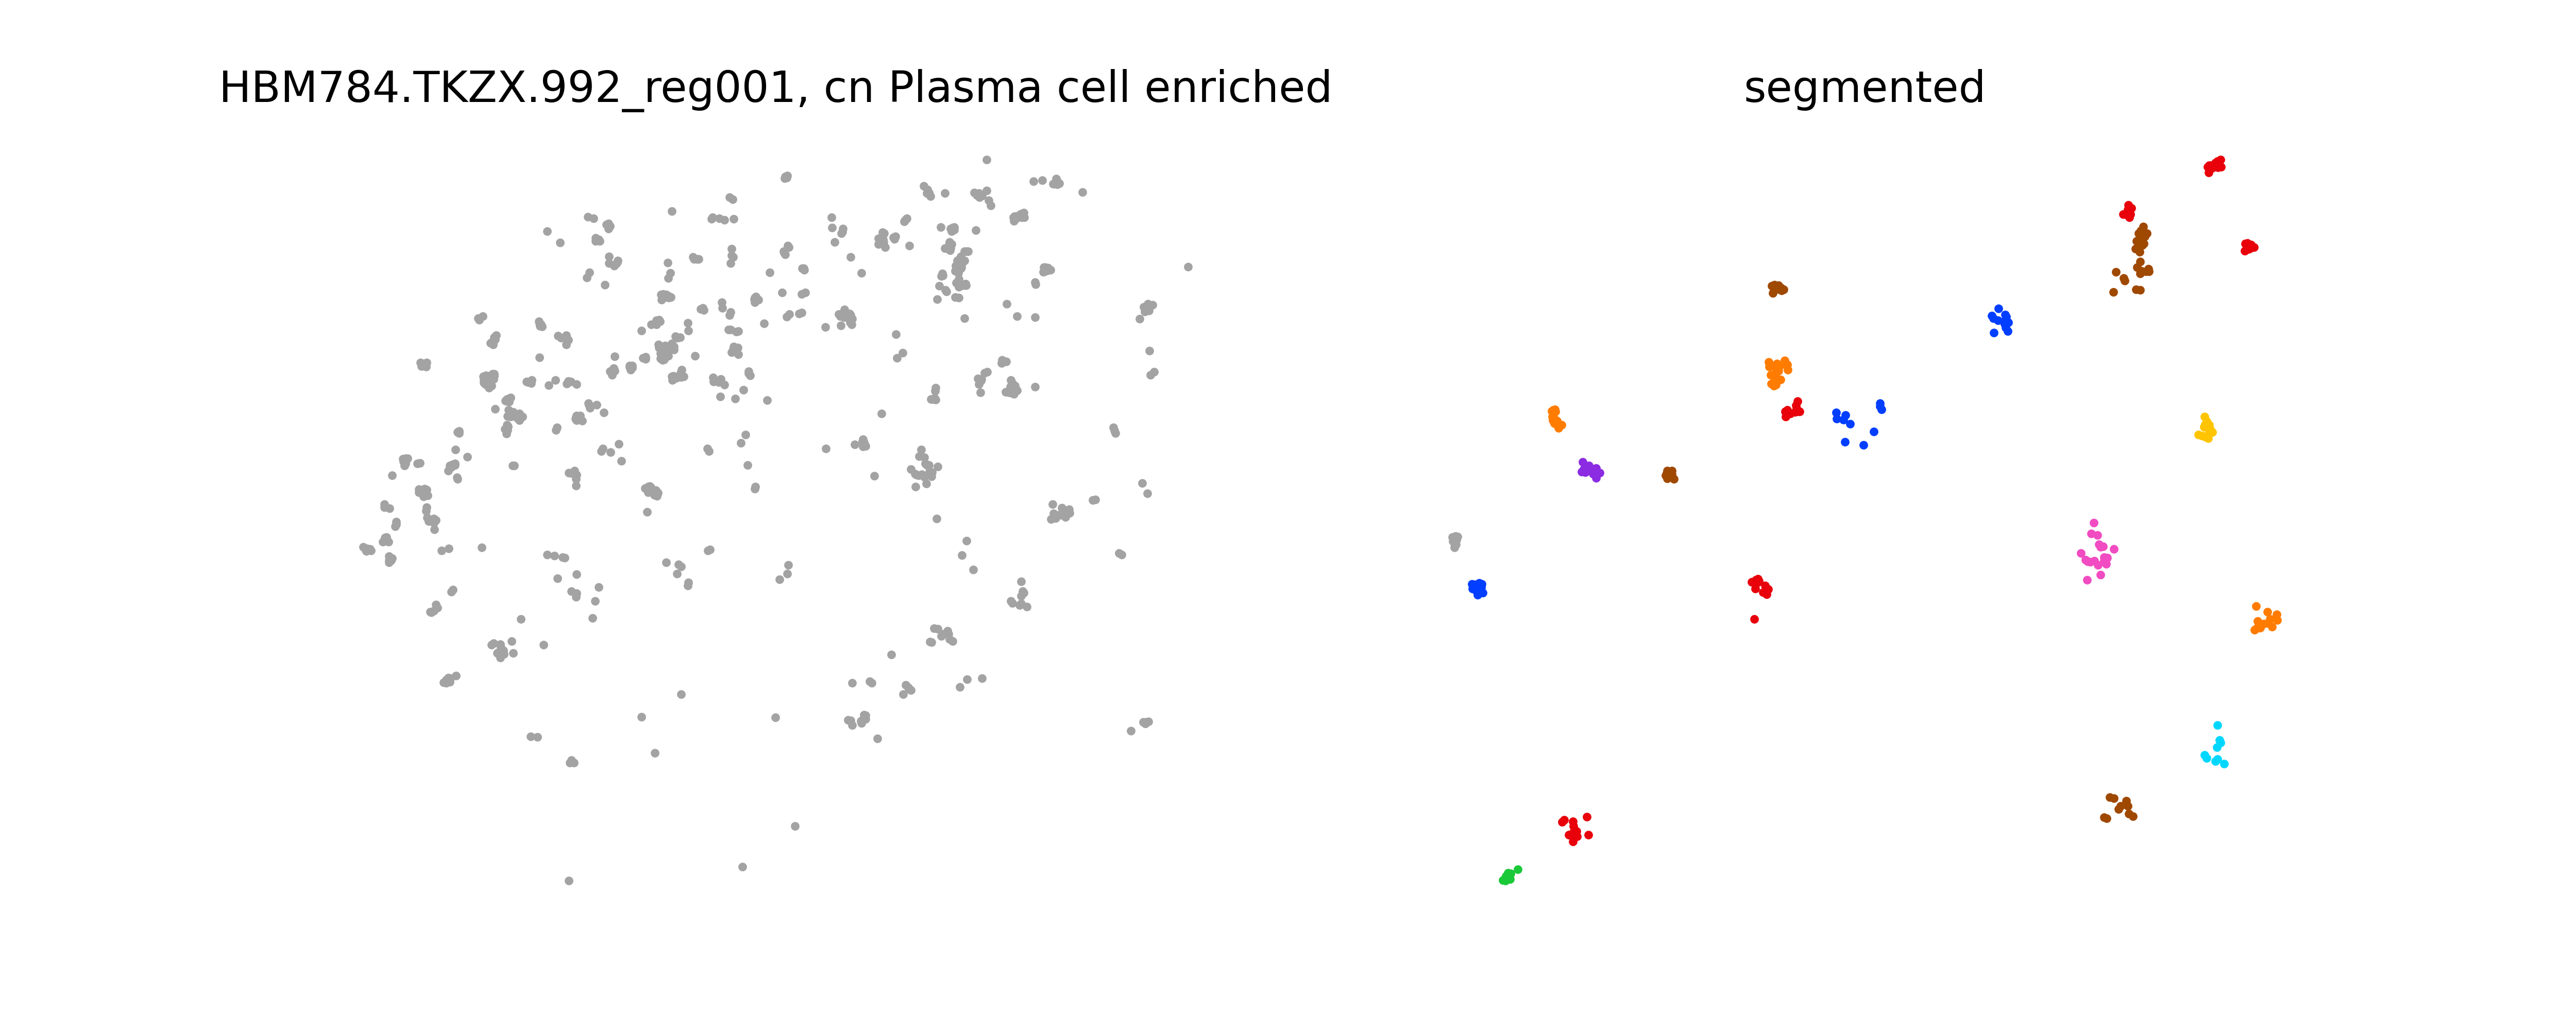 HBM784.TKZX.992_reg001, cn Plasma cell enriched
segmented